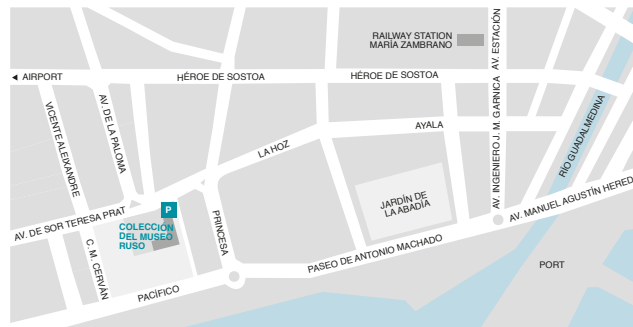 RAILWAY STATION
MARÍA ZAMBRANO
AV. ESTACIÓN
AIRPORT
HÉROE DE SOSTOA
HÉROE DE SOSTOA
VICENTE ALEIXANDRE
AV. DE LA PALOMA
LA HOZ
AYALA
AV. INGENIERO J. M. GARNICA
RÍO GUADALMEDINA
P
JARDÍN DE
LA ABADÍA
AV. MANUEL AGUSTÍN HERED
AV. DE SOR TERESA PRAT
COLECCIÓN
DEL MUSEO
RUSO
PRINCESA
C. M. CERVÁN
PASEO DE ANTONIO MACHADO
PORT
PACÍFICO